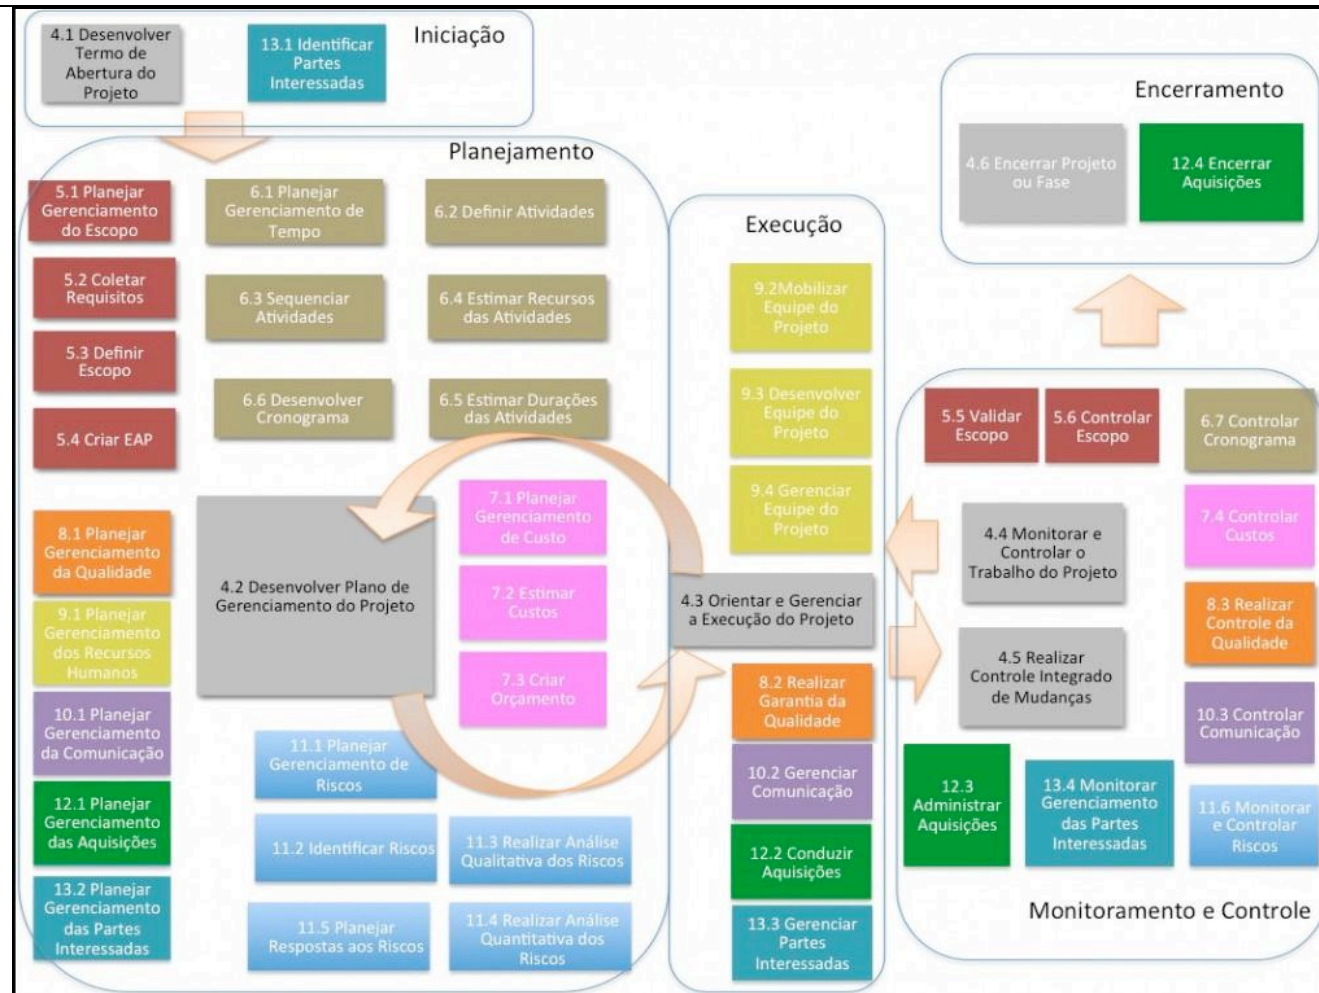 Iniciação
4.1 Desenvolver
Termo de
Abertura do
Projeto
13.1 Identificar
Partes
Interessadas
Planejamento
5.1 Planejar
Gerenciamento
do Escopo
6.1 Planejar
Gerenciamento de
Tempo
6.2 Definir Atividades
5.2 Coletar
Requisitos
6.3 Sequenciar
Atividades
6.4 Estimar Recursos
das Atividades
5.3 Definir
Escopo
6.6 Desenvolver
Cronograma
6.5 Estimar Durações
das Atividades
5.4 Criar EAP
8.1 Planejar
Gerenciamento
da Qualidade
4.2 Desenvolver Plano de
Gerenciamento do Projeto
7.1 Planejar
Gerenciamento
de Custo
7.2 Estimar
Custos
7.3 Criar
Orçamento
9.1 Planejar
Gerenciamento
dos Recursos
Humanos
10.1 Planejar
Gerenciamento
da Comunicação
12.1 Planejar
Gerenciamento
das Aquisições
13.2 Planejar
Gerenciamento
das Partes
Interessadas
11.1 Planejar
Gerenciamento de
Riscos
11.2 Identificar Riscos
11.3 Realizar Análise
Qualitativa dos Riscos
11.5 Planejar
Respostas aos Riscos
11.4 Realizar Análise
Quantitativa dos
Riscos
Execução
9.2Mobilizar
Equipe do
Projeto
9.3 Desenvolver
Equipe do
Projeto
9.4 Gerenciar
Equipe do
Projeto
4.3 Orientar e Gerenciar
a Execução do Projeto
8.2 Realizar
Garantia da
Qualidade
10.2 Gerenciar
Comunicação
12.2 Conduzir
Aquisições
13.3 Gerenciar
Partes
Interessadas
Encerramento
4.6 Encerrar Projeto
ou Fase
12.4 Encerrar
Aquisições
5.5 Validar
Escopo
5.6 Controlar
Escopo
6.7 Controlar
Cronograma
4.4 Monitorar e
Controlar o
Trabalho do Projeto
7.4 Controlar
Custos
4.5 Realizar
Controle Integrado
de Mudanças
8.3 Realizar
Controle da
Qualidade
10.3 Controlar
Comunicação
12.3
Administrar
Aquisições
13.4 Monitorar
Gerenciamento
das Partes
Interessadas
11.6 Monitorar
e Controlar
Riscos
Monitoramento e Controle